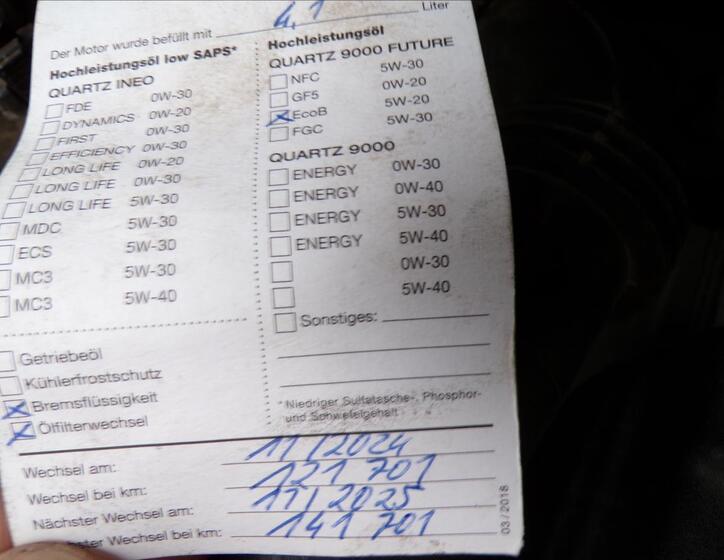 Der Motor wurde befüllt mit 4,1 Liter
Hochleistungsöl low SAPS*
QUARTZ INEO
FDE 0W-30
DYNAMICS 0W-20
FIRST 0W-30
EFFICIENCY 0W-30
LONG LIFE 0W-20
LONG LIFE 0W-30
LONG LIFE 5W-30
MDC 5W-30
ECS 5W-30
MC3 5W-30
MC3 5W-40
Getriebeöl
Kühlerfrostschutz
Bremsflüssigkeit
Ölfilterwechsel
Hochleistungsöl
QUARTZ 9000 FUTURE
NFC 5W-30
GF5 0W-20
EcoB 5W-20
FGC 5W-30
QUARTZ 9000
ENERGY 0W-30
ENERGY 0W-40
ENERGY 5W-30
ENERGY 5W-40
0W-30
5W-40
Sonstiges:
* Niedriger Sulfatasche-, Phosphor-
und Schwefelgehalt
Wechsel am: 11/2024
Wechsel bei km: 121 701
Nächster Wechsel am: 11/2025
Wechsel bei km: 141 701
03/2018